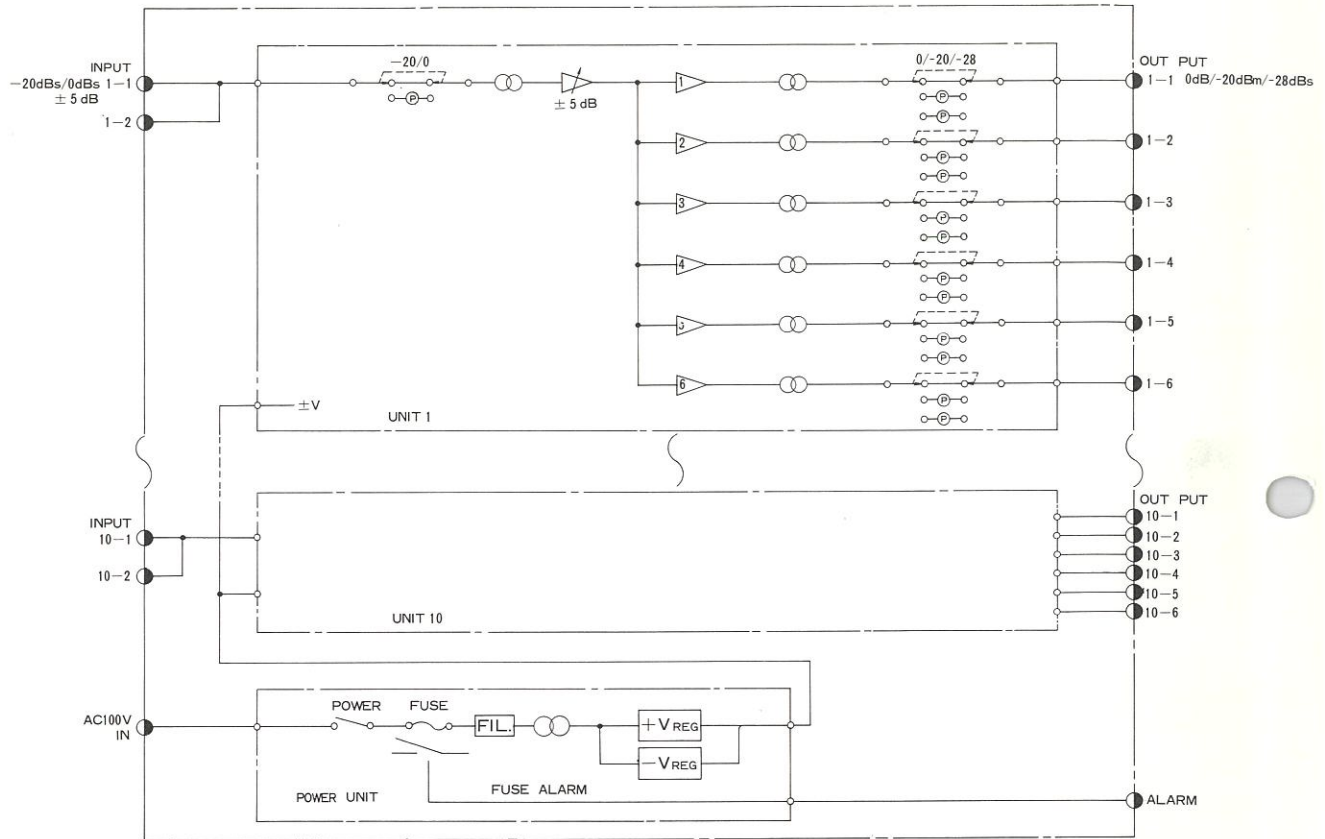 INPUT
-20dBs/0dBs 1-1
± 5 dB
1-2
-20/0
± 5 dB
0/-20/-28
OUT PUT
1-1 0dB/-20dBm/-28dBs
1
P
P
P
2
1-2
P
P
3
1-3
P
P
4
1-4
P
P
1-5
P
P
6
1-6
P
P
±V
UNIT 1
INPUT
10-1
10-2
UNIT 10
OUT PUT
10-1
10-2
10-3
10-4
10-5
10-6
AC100V
IN
POWER
FUSE
FIL.
+VREG
-VREG
POWER UNIT
FUSE ALARM
ALARM